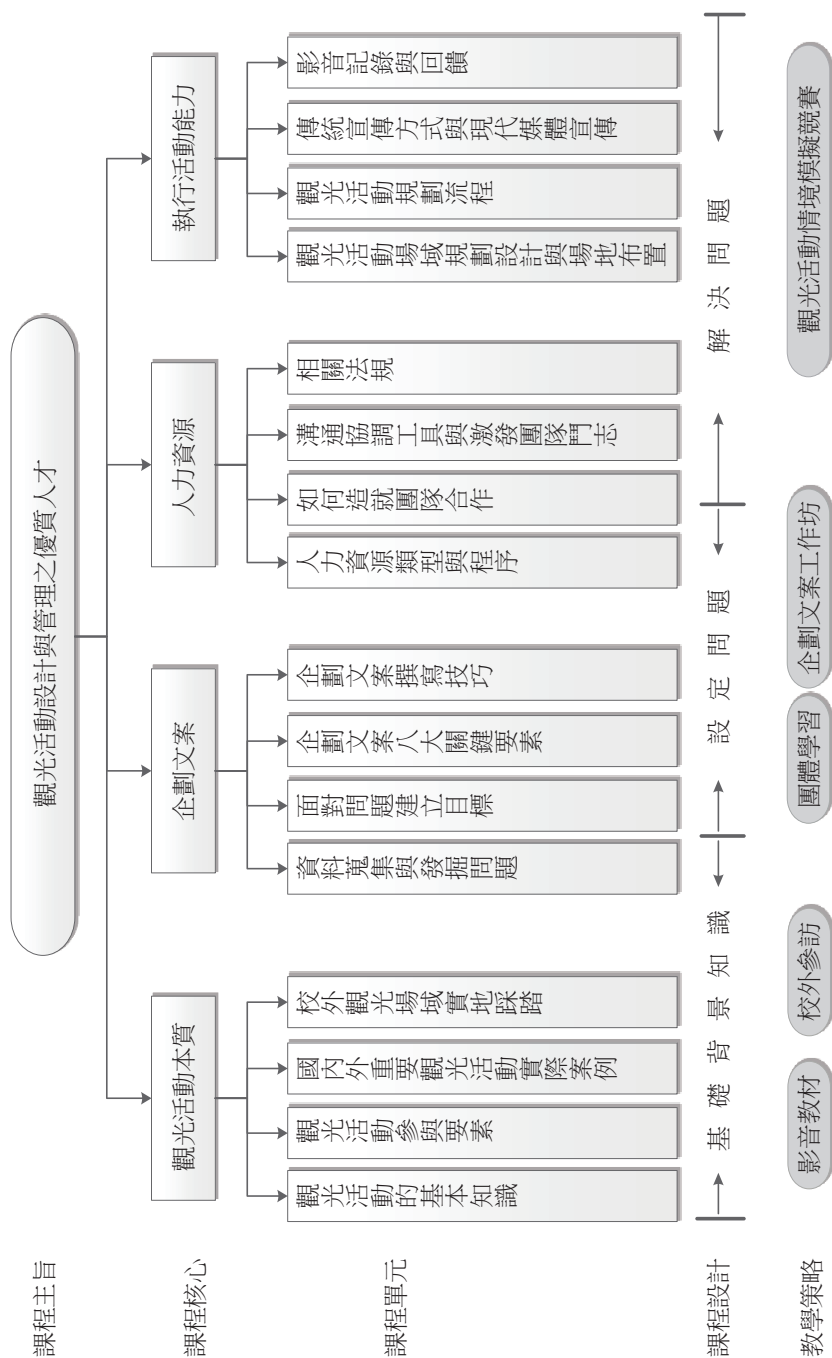 課程主旨
觀光活動設計與管理之優質人才
課程核心
觀光活動本質
企劃文案
人力資源
執行活動能力
課程單元
觀光活動的基本知識
觀光活動參與要素
國內外重要觀光活動實際案例
校外觀光場域實地踩踏
資料蒐集與發掘問題
面對問題建立目標
企劃文案八大關鍵要素
企劃文案撰寫技巧
人力資源類型與程序
如何造就團隊合作
溝通協調工具與激發團隊鬥志
相關法規
觀光活動場域規劃設計與場地布置
觀光活動規劃流程
傳統宣傳方式與現代媒體宣傳
影音記錄與回饋
課程設計
基礎背景知識
設定問題
解決問題
教學策略
影音教材
校外參訪
團體學習
企劃文案工作坊
觀光活動情境模擬競賽